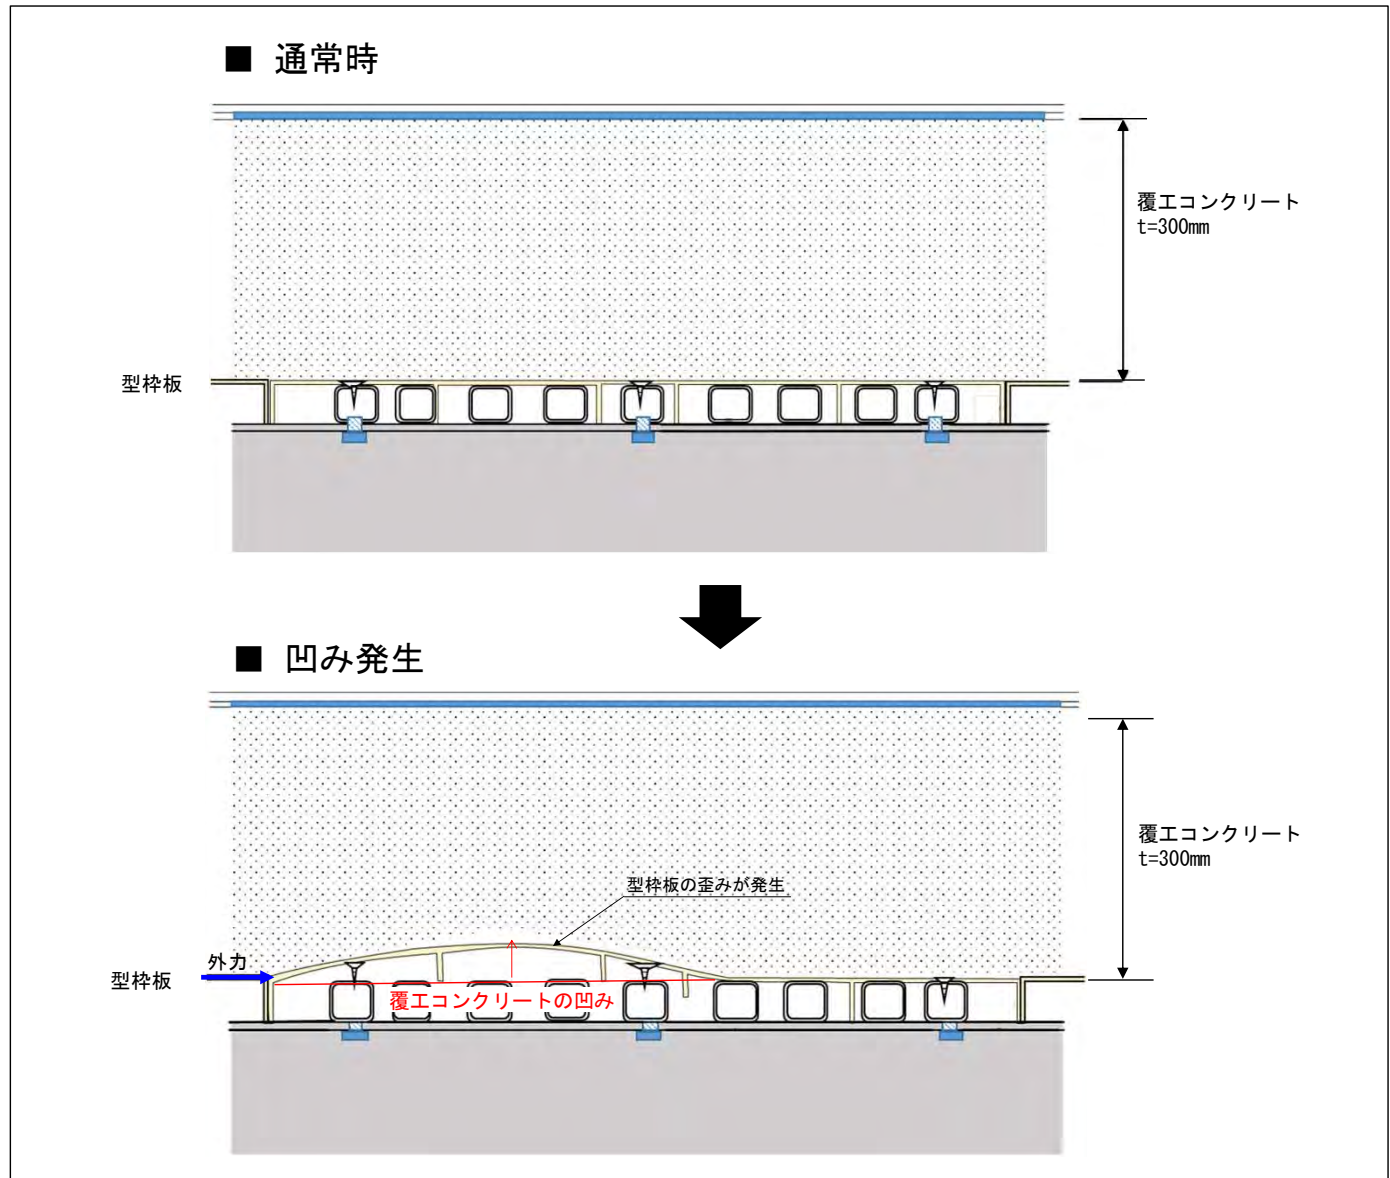 ■ 通常時
覆工コンクリート
t=300mm
型枠板
■ 凹み発生
覆工コンクリート
t=300mm
型枠板の歪みが発生
外力
型枠板
覆工コンクリートの凹み